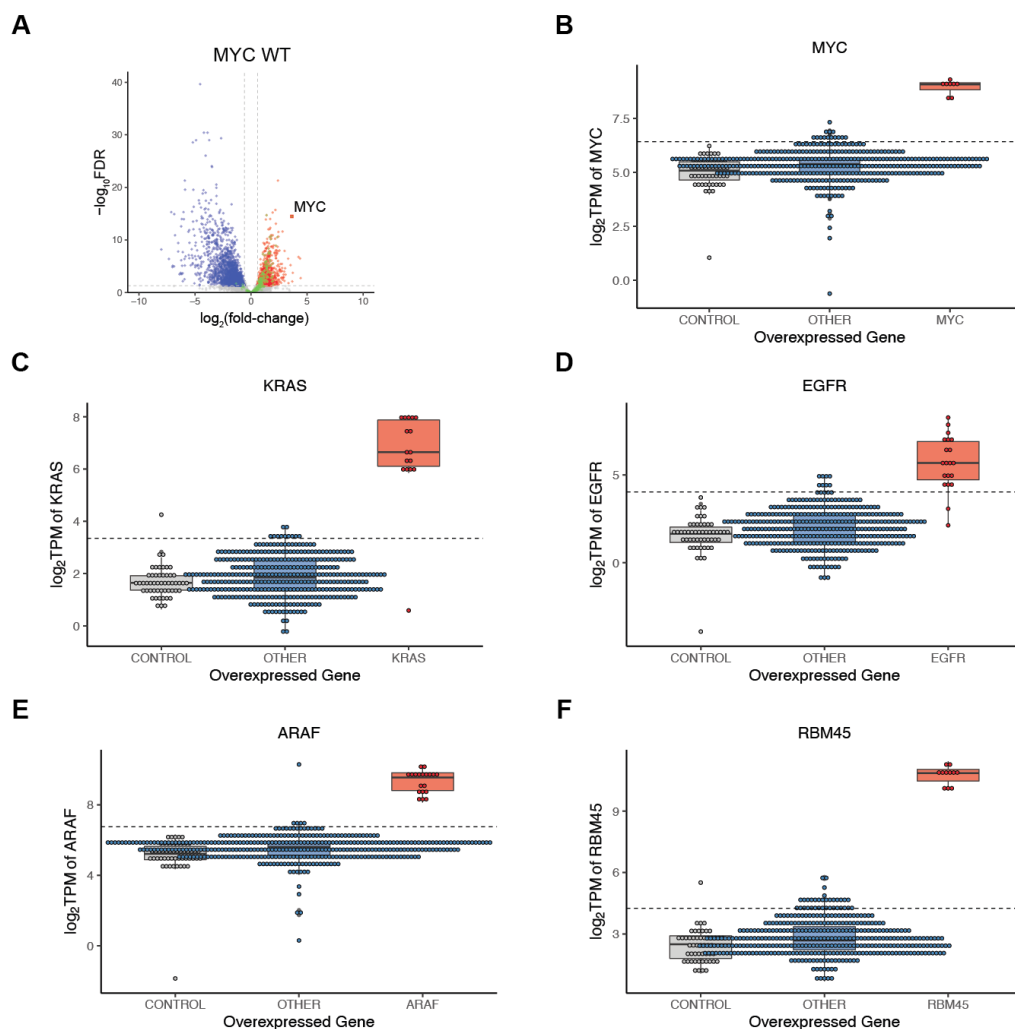 A
MYC WT
40
30
20
10
0
−log10FDR
MYC
−10
−5
0
5
10
log2(fold-change)
B
MYC
7.5
5.0
2.5
0.0
log2TPM of MYC
CONTROL
OTHER
MYC
Overexpressed Gene
C
KRAS
8
6
4
2
0
log2TPM of KRAS
CONTROL
OTHER
KRAS
Overexpressed Gene
D
EGFR
5
0
log2TPM of EGFR
CONTROL
OTHER
EGFR
Overexpressed Gene
E
ARAF
8
4
0
log2TPM of ARAF
CONTROL
OTHER
ARAF
Overexpressed Gene
F
RBM45
9
6
3
log2TPM of RBM45
CONTROL
OTHER
RBM45
Overexpressed Gene